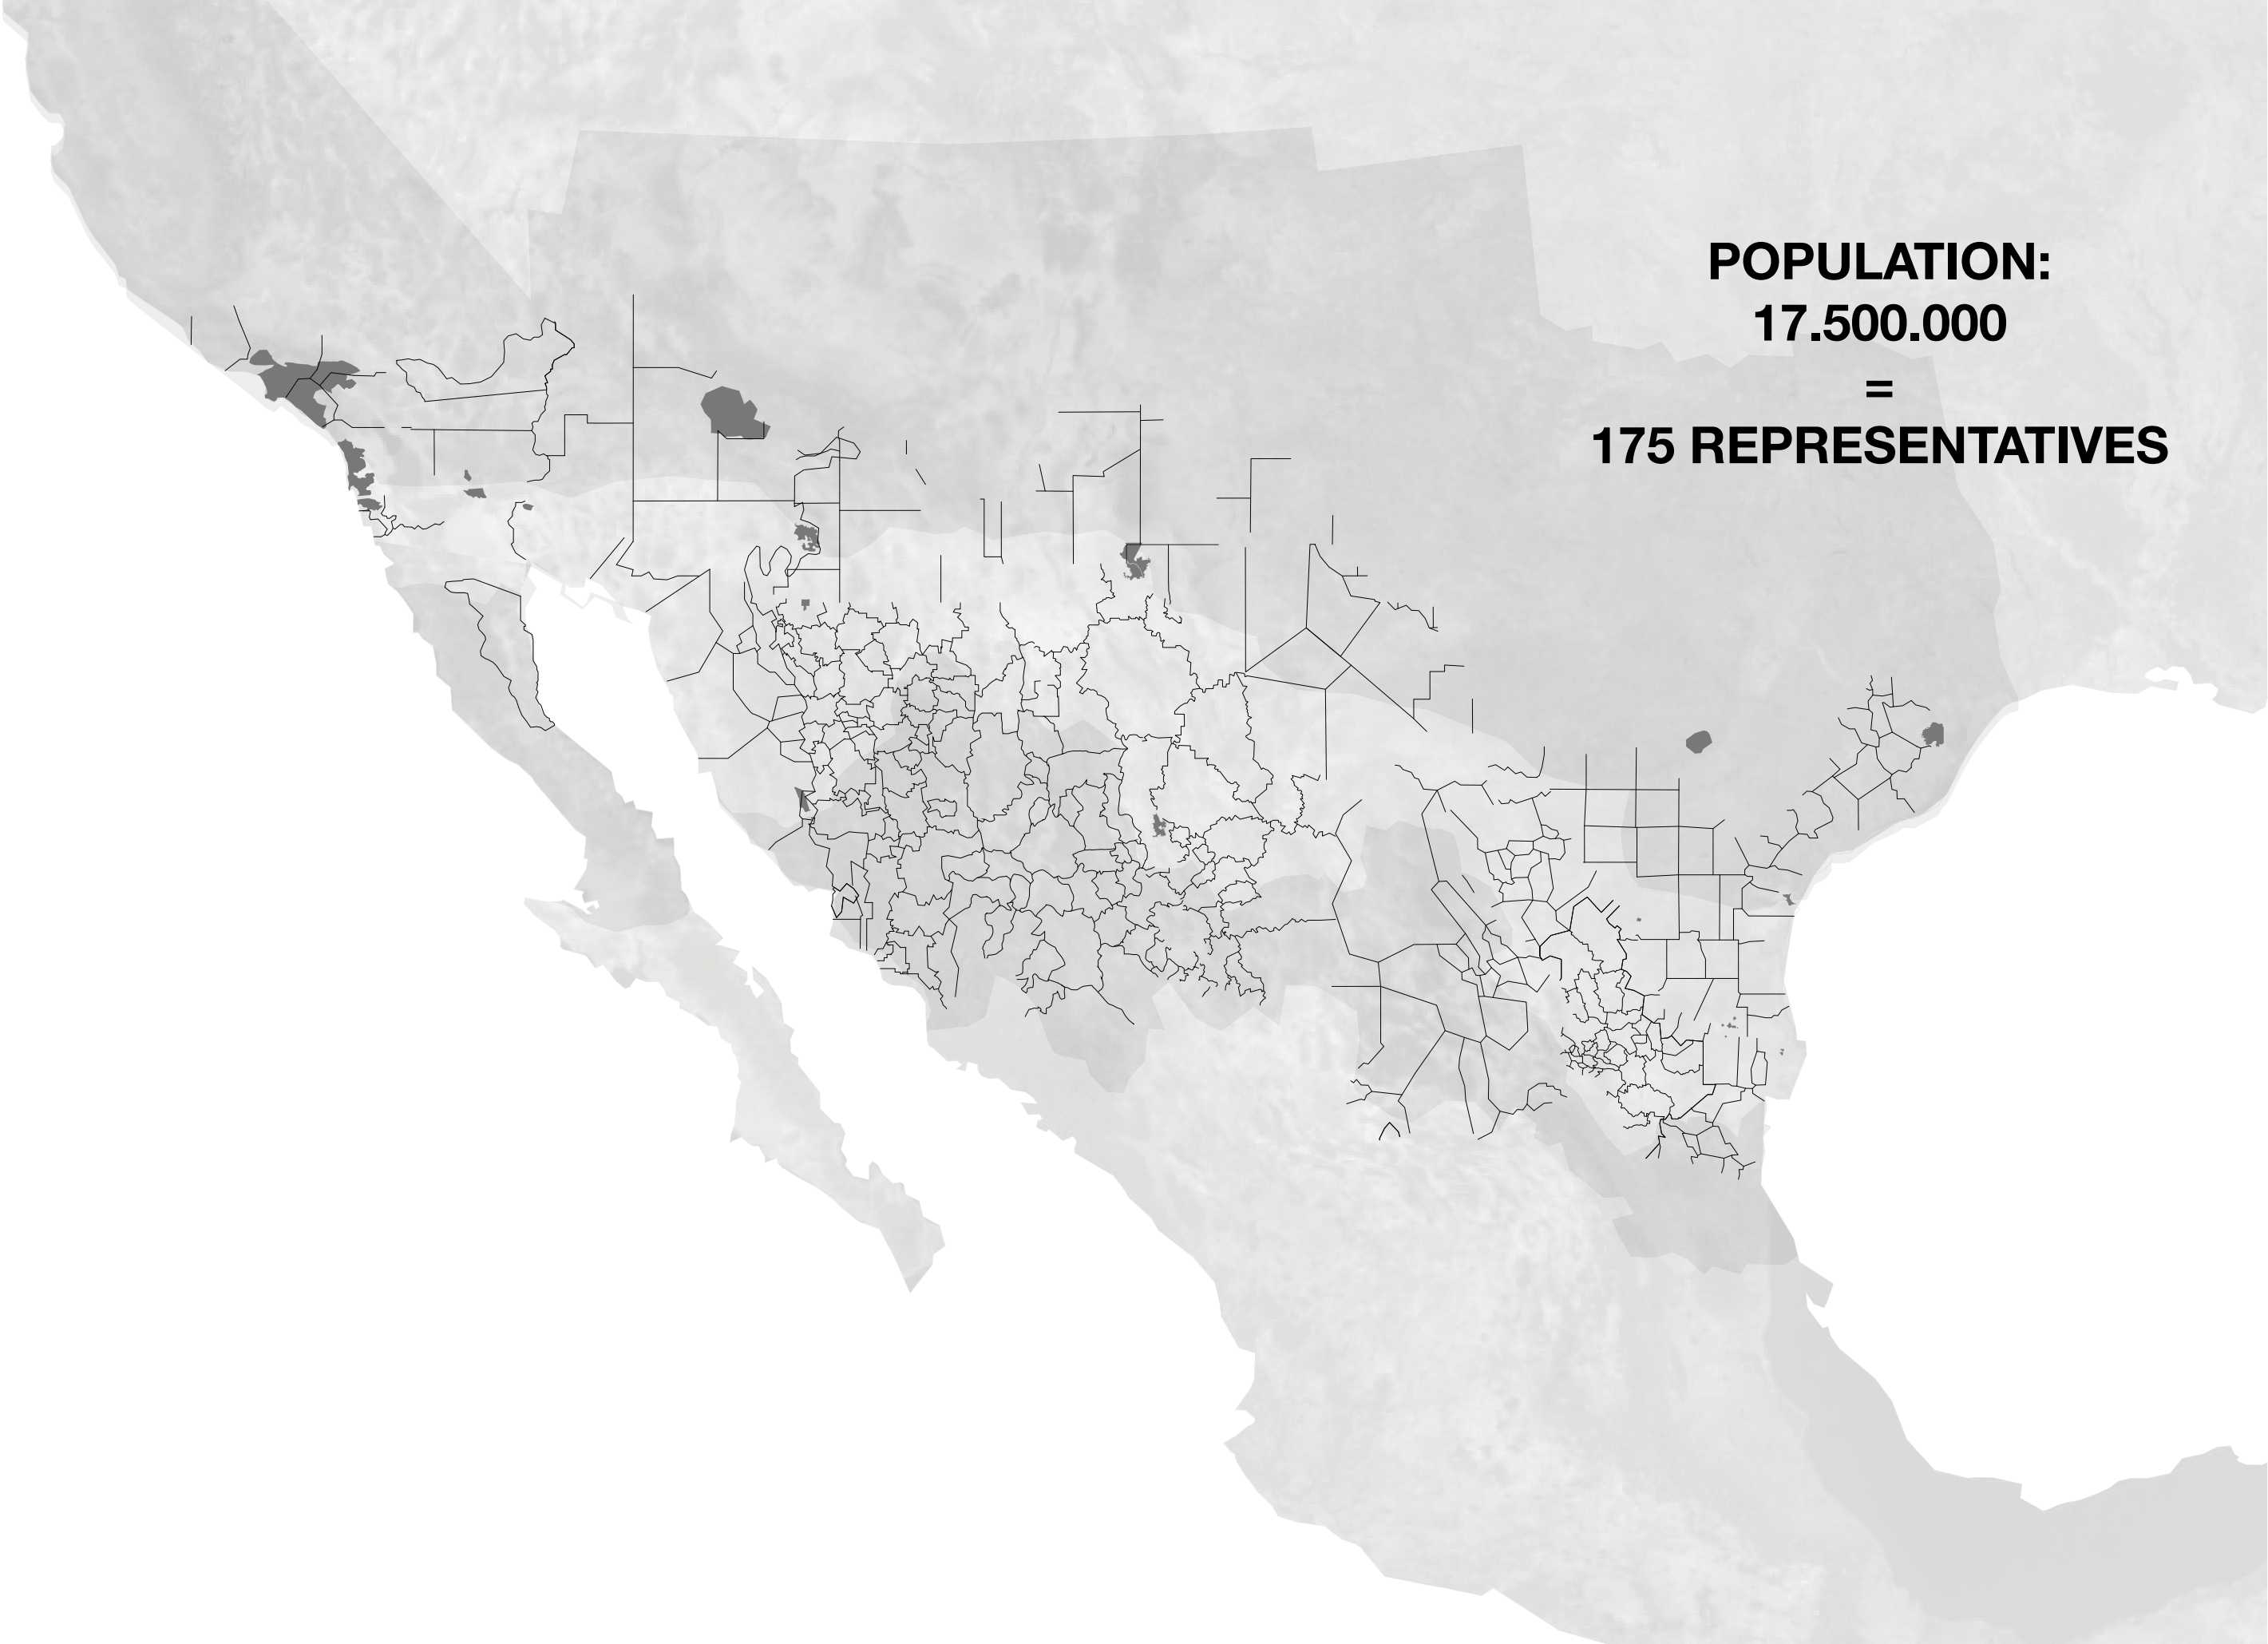 POPULATION:
17.500.000
=
175 REPRESENTATIVES